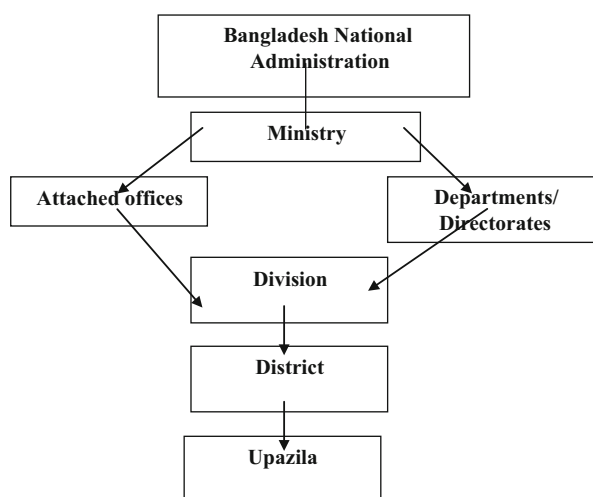 Bangladesh National
Administration
Ministry
Attached offices
Departments/
Directorates
Division
District
Upazila